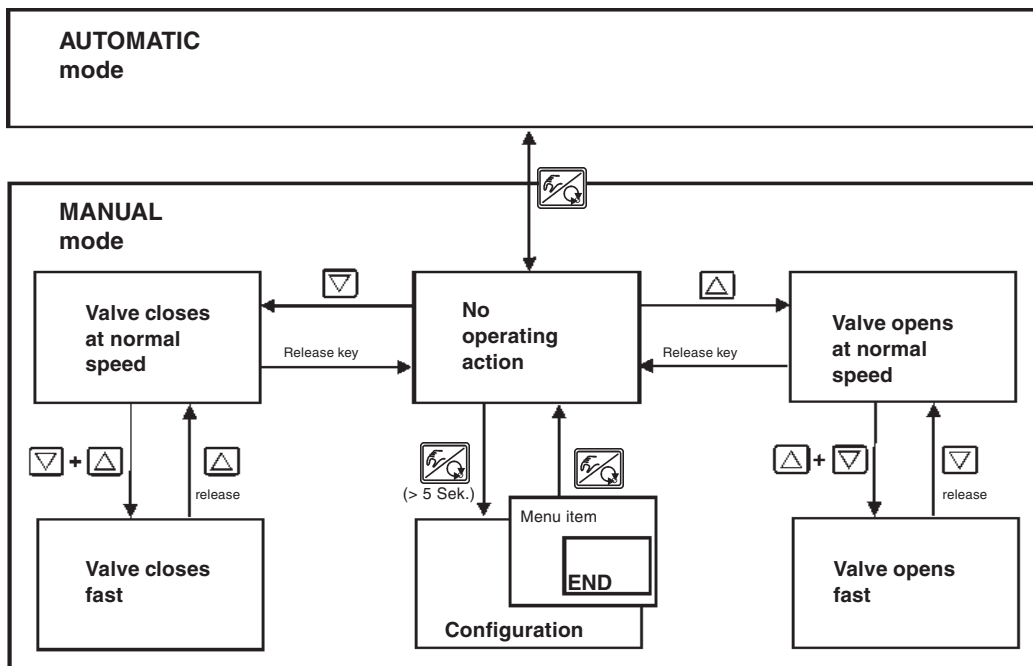 AUTOMATIC
mode
MANUAL
mode
Valve closes
at normal
speed
Release key
No
operating
action
Release key
Valve opens
at normal
speed
+
release
(> 5 Sek.)
+
release
Menu item
END
Configuration
Valve closes
fast
Valve opens
fast